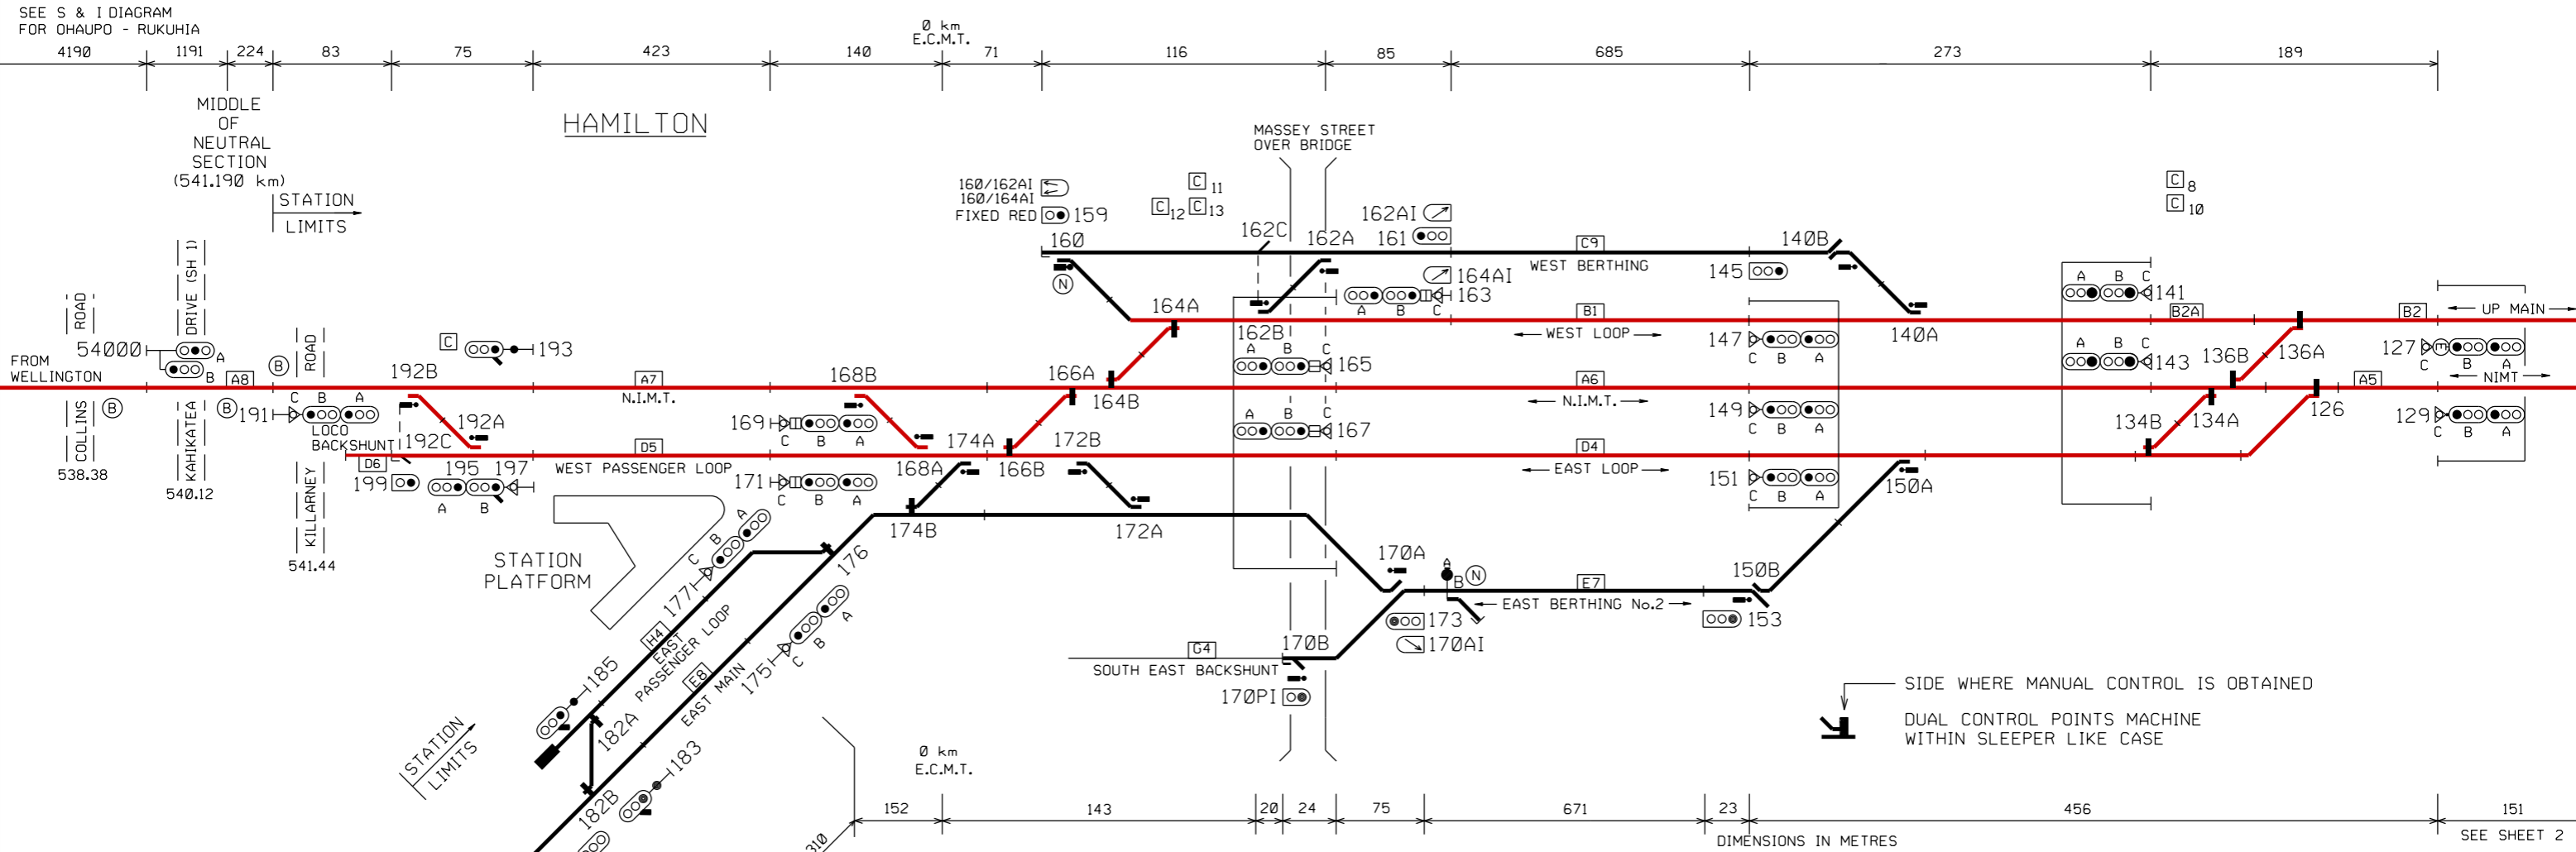 SEE S & I DIAGRAM
FOR OHAUPO - RUKUHIA
0 km
E.C.M.T.
4190 1191 224 83 75 423 140 71 116 85 685 273 189
MIDDLE
OF
NEUTRAL
SECTION
(541.190 km)
HAMILTON
STATION
LIMITS
MASSEY STREET
OVER BRIDGE
160/162AI
160/164AI
FIXED RED 159
C 11
C 12 C 13
C 8
C 10
162AI
161
160 162C 162A
C9
WEST BERTHING
140B
145
164AI
163
A B C
164A
162B
B1
WEST LOOP
140A
A B C
141
B2A
B2
UP MAIN
ROAD
DRIVE (SH 1)
ROAD
54000
A
B
C
193
A B C
165
147
C B A
A B C
143
136B 136A
127
C B A
E
FROM
WELLINGTON
A8
B
192B
A7
N.I.M.T.
168B
166A
164B
A6
N.I.M.T.
A5
NIMT
B
B
191
C B A
LOCO
BACKSHUNT
192A
192C
169
C B A
174A
172B
A B C
167
149
C B A
134B 134A
126
129
C B A
D6
D5
WEST PASSENGER LOOP
168A
166B
D4
EAST LOOP
COLLINS
538.38
KAHIKATEA
540.12
KILLARNEY
541.44
199
195 197
A B
171
C B A
151
C B A
150A
STATION
PLATFORM
C B A
177
176
174B
172A
170A
A
B
N
N
E7
EAST BERTHING No.2
150B
153
173
170AI
H4
EAST
PASSENGER LOOP
175
C B A
E8
EAST MAIN
G4
SOUTH EAST BACKSHUNT
170B
170PI
185
182A
183
182B
STATION
LIMITS
SIDE WHERE MANUAL CONTROL IS OBTAINED
DUAL CONTROL POINTS MACHINE
WITHIN SLEEPER LIKE CASE
0 km
E.C.M.T.
310 152 143 20 24 75 671 23 456 151
DIMENSIONS IN METRES
SEE SHEET 2